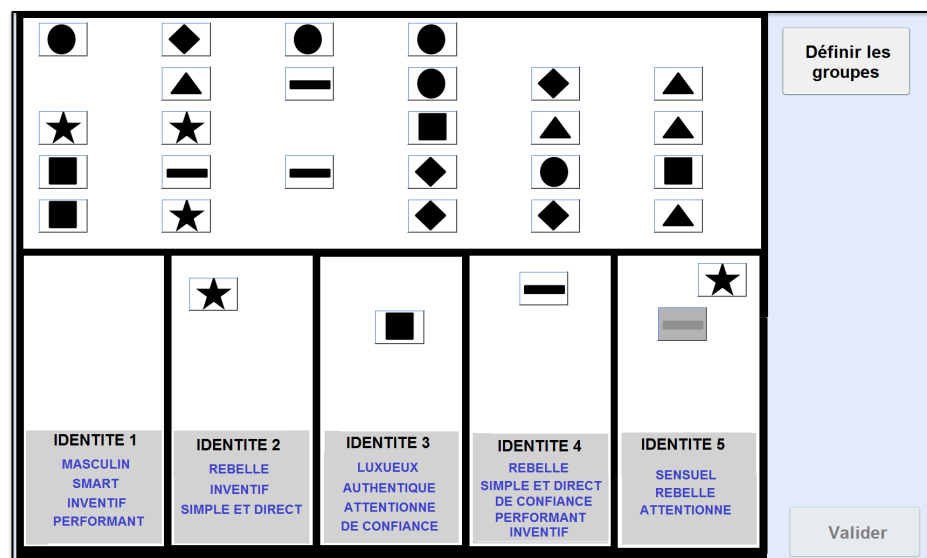 Définir les
groupes
IDENTITE 1
MASCULIN
SMART
INVENTIF
PERFORMANT
IDENTITE 2
REBELLE
INVENTIF
SIMPLE ET DIRECT
IDENTITE 3
LUXUEUX
AUTHENTIQUE
ATTENTIONNE
DE CONFIANCE
IDENTITE 4
REBELLE
SIMPLE ET DIRECT
DE CONFIANCE
PERFORMANT
INVENTIF
IDENTITE 5
SENSUEL
REBELLE
ATTENTIONNE
Valider